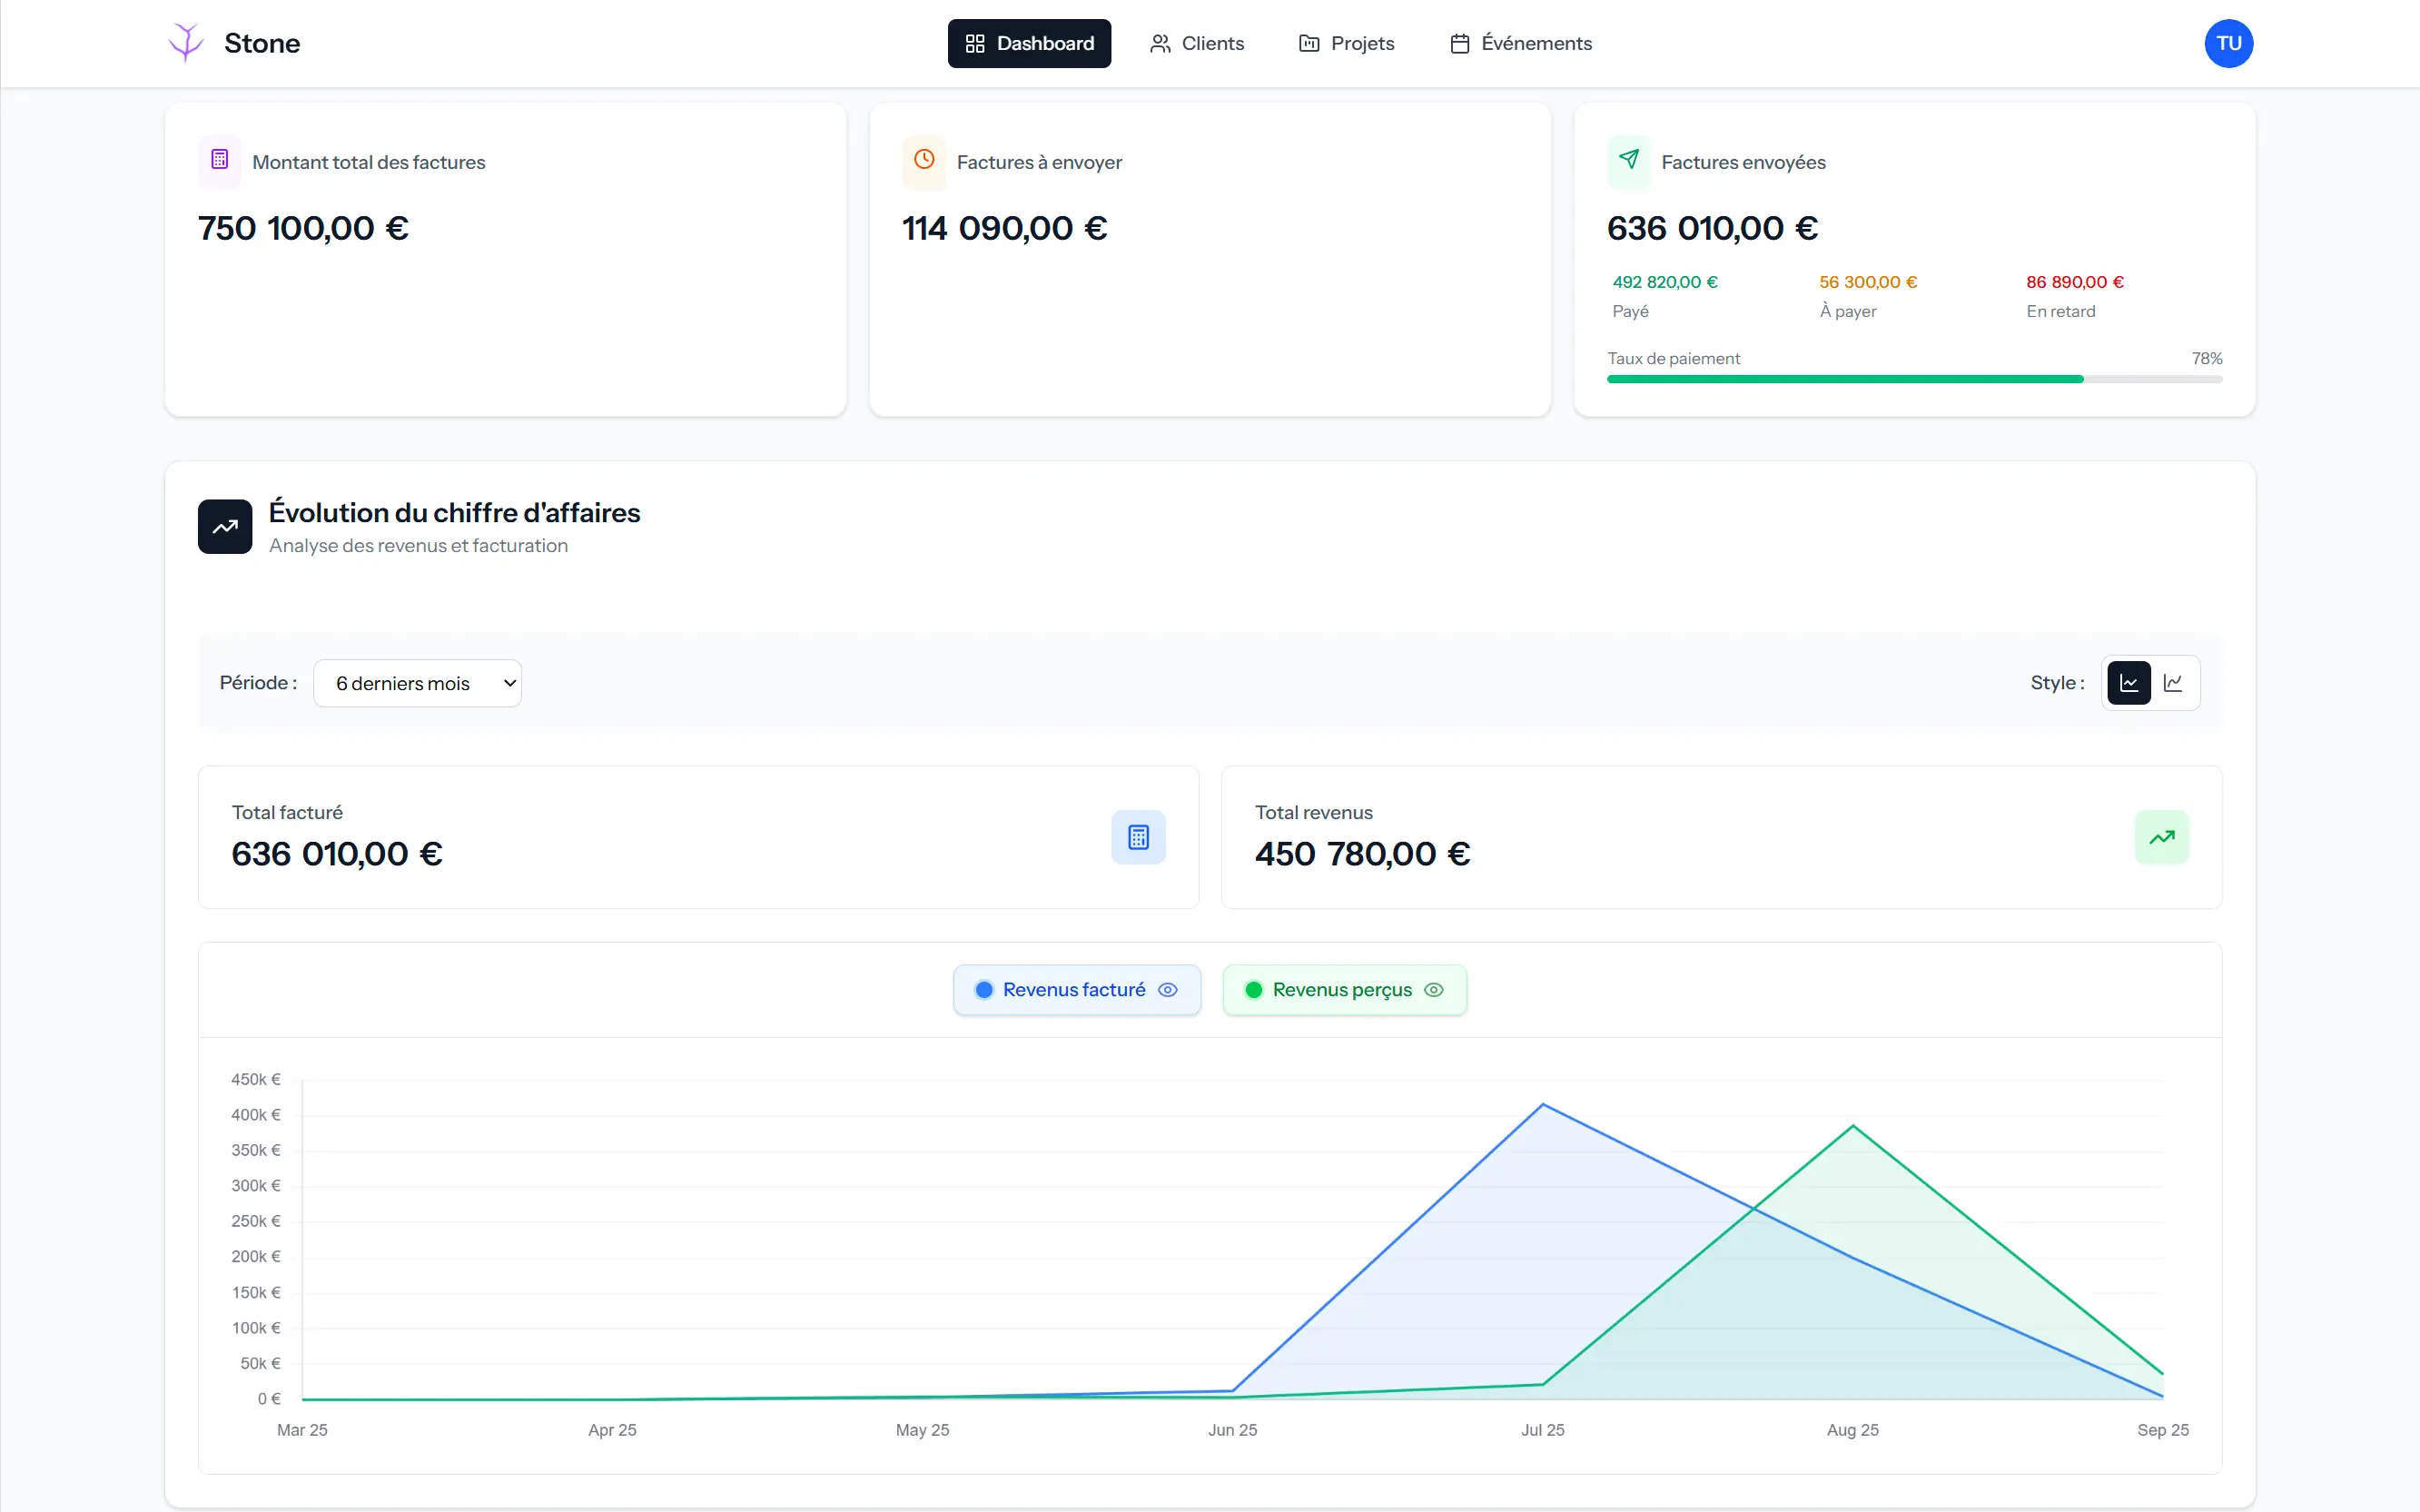 Stone
Dashboard
Clients
Projets
Événements
TU
Montant total des factures
750 100,00 €
Factures à envoyer
114 090,00 €
Factures envoyées
636 010,00 €
492 820,00 €
56 300,00 €
86 890,00 €
Payé
À payer
En retard
Taux de paiement
78%
Évolution du chiffre d'affaires
Analyse des revenus et facturation
Période :
6 derniers mois
Style :
Total facturé
636 010,00 €
Total revenus
450 780,00 €
Revenus facturé
Revenus perçus
450k €
400k €
350k €
300k €
250k €
200k €
150k €
100k €
50k €
0 €
Mar 25
Apr 25
May 25
Jun 25
Jul 25
Aug 25
Sep 25